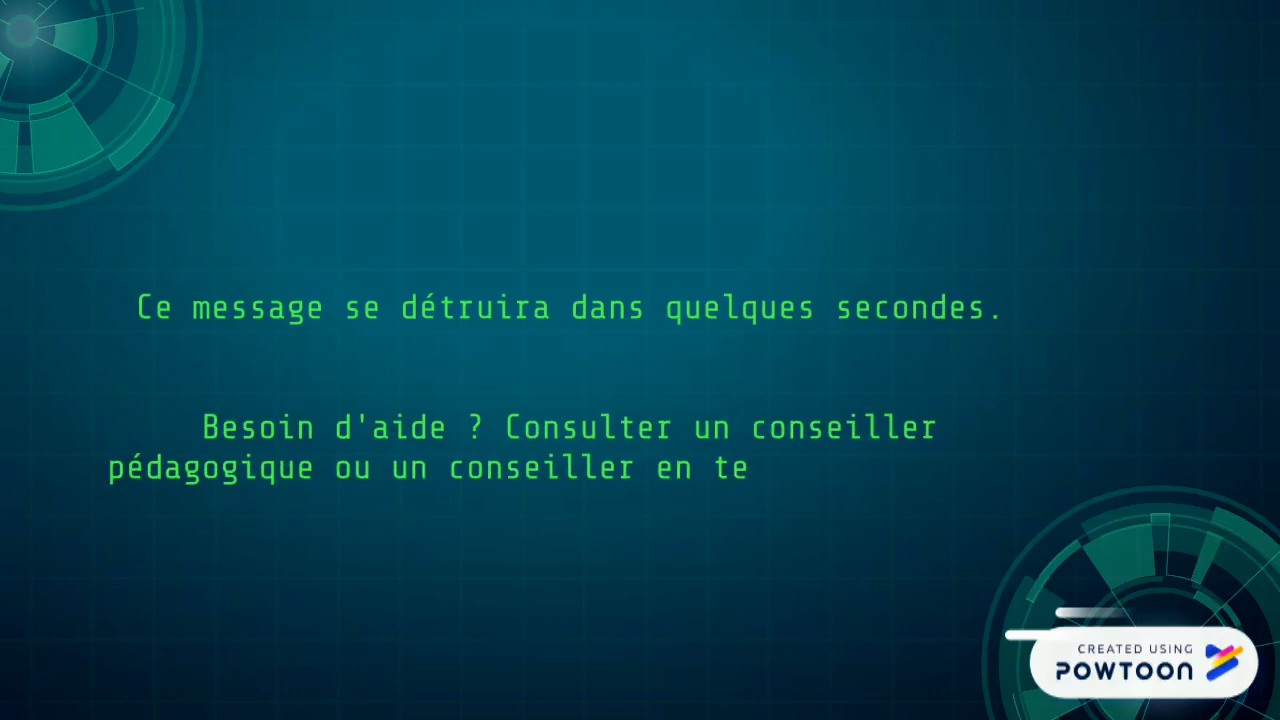 Ce message se détruira dans quelques secondes.
Besoin d'aide ? Consulter un conseiller
pédagogique ou un conseiller en te
CREATED USING
POWTOON